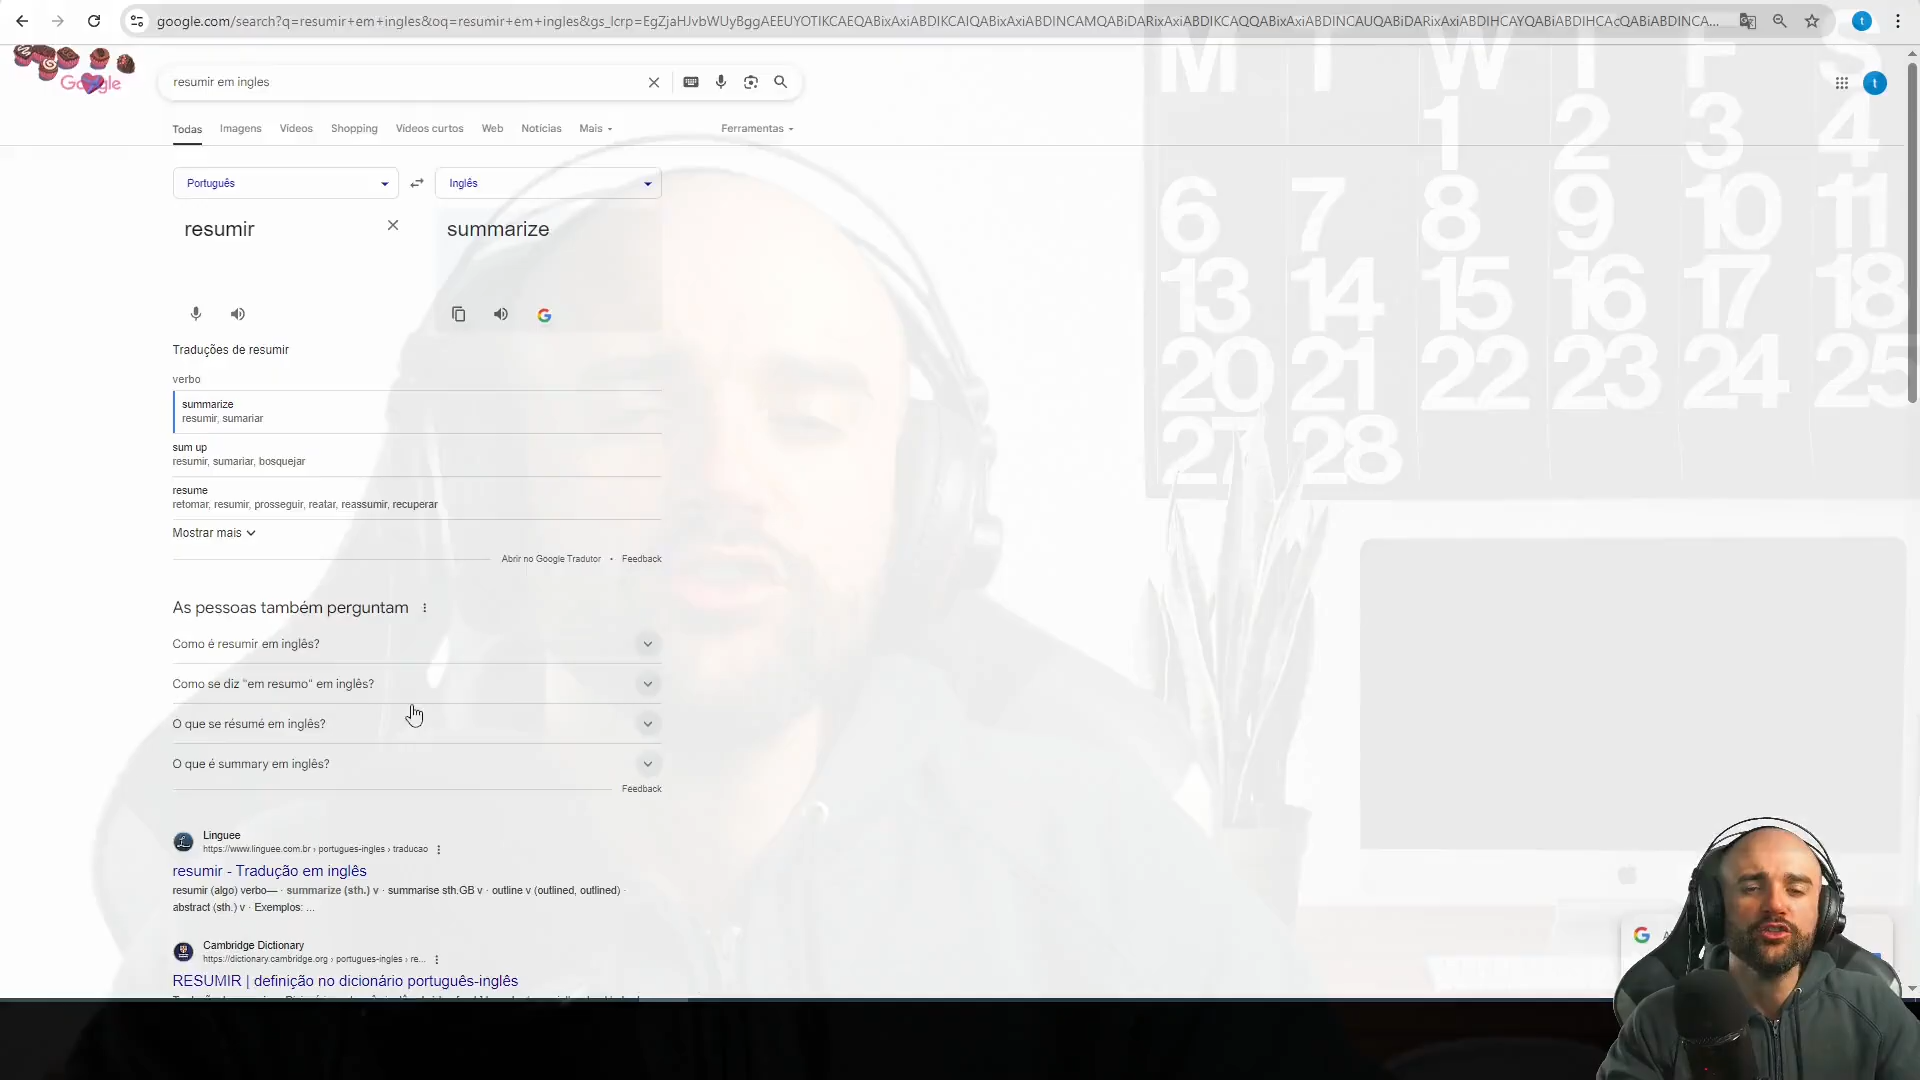 google.com/search?q=resumir+em+ingles&oq=resumir+em+ingles&gs_lcrp=EgZjaHJvbWUyBggAEEUYOTIKCAEQABixAxiABDIKCAIQABixAxiABDINCAMQABiDARixAxiABDIKCAQQABixAxiABDINCAUQABiDARixAxiABDIHCAYQABiABDIHCAcQABiABDINCA...
t
M T W T F S
Google
resumir em ingles
t
Todas Imagens Vídeos Shopping Vídeos curtos Web Notícias Mais Ferramentas
1 2 3 4
Português Inglês
6 7 8 9 10 11
resumir summarize
13 14 15 16 17 18
Traduções de resumir
20 21 22 23 24 25
verbo
summarize
resumir, sumariar
sum up
resumir, sumariar, bosquejar
27 28
resume
retomar, resumir, prosseguir, reatar, reassumir, recuperar
Mostrar mais
Abrir no Google Tradutor • Feedback
As pessoas também perguntam
Como é resumir em inglês?
Como se diz "em resumo" em inglês?
O que se résumé em inglês?
O que é summary em inglês?
Feedback
Linguee
https://www.linguee.com.br › portugues-ingles › traducao
resumir - Tradução em inglês
resumir (algo) verbo— · summarize (sth.) v · summarise sth.GB v · outline v (outlined, outlined) ·
abstract (sth.) v · Exemplos: ...
Cambridge Dictionary
https://dictionary.cambridge.org › portugues-ingles › re...
RESUMIR | definição no dicionário português-inglês